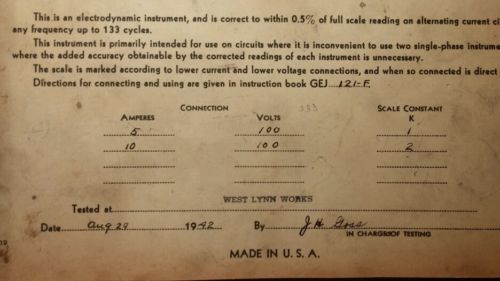 This is an electrodynamic instrument, and is correct to within 0.5% of full scale reading on alternating current
any frequency up to 133 cycles.
This instrument is primarily intended for use on circuits where it is inconvenient to use two single-phase
where the added accuracy obtainable by the corrected readings of each instrument is unnecessary.
The scale is marked according to lower current and lower voltage connections, and when so connected is direct
Directions for connecting and using are given in instruction book GEJ 121-F.
CONNECTION SCALE CONSTANT
AMPERES VOLTS K
5 100 1
10 100 2
WEST LYNN WORKS
Tested at
Date Aug 29 1942 By J.H. Goss
IN CHARGE OF TESTING
MADE IN U. S. A.